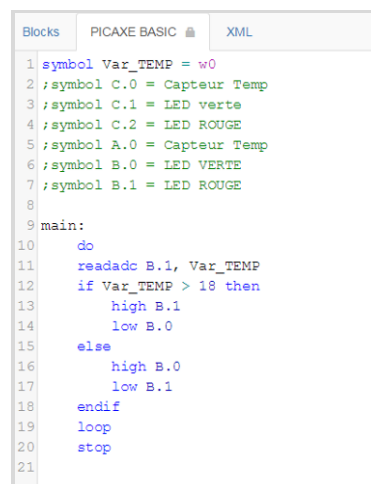 Blocks PICAXE BASIC XML
1 symbol Var_TEMP = w0
2 ;symbol C.0 = Capteur Temp
3 ;symbol C.1 = LED verte
4 ;symbol C.2 = LED ROUGE
5 ;symbol A.0 = Capteur Temp
6 ;symbol B.0 = LED VERTE
7 ;symbol B.1 = LED ROUGE
8
9 main:
10 do
11 readadc B.1, Var_TEMP
12 if Var_TEMP > 18 then
13 high B.1
14 low B.0
15 else
16 high B.0
17 low B.1
18 endif
19 loop
20 stop
21